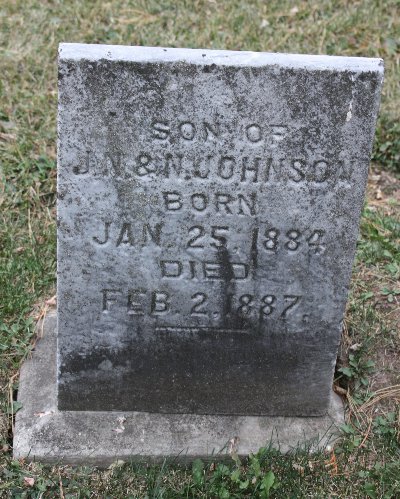 SON OF
J.N.& N. JOHNSON
BORN
JAN. 25, 1884
DIED
FEB. 2, 1887.